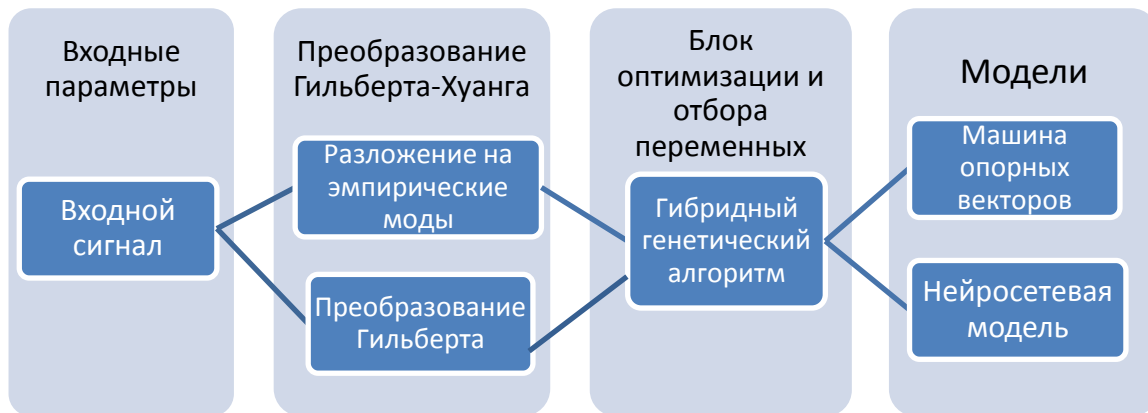 Входные
параметры
Входной
сигнал
Преобразование
Гильберта-Хуанга
Разложение на
эмпирические
моды
Преобразование
Гильберта
Блок
оптимизации и
отбора
переменных
Гибридный
генетический
алгоритм
Модели
Машина
опорных
векторов
Нейросетевая
модель